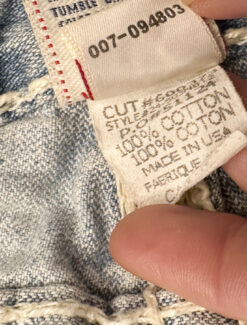 TUMBLE
007-094803
CUT #
STYLE#
P.O.#
100% COTTON
100% COTON
MADE IN USA
FABRIQUE